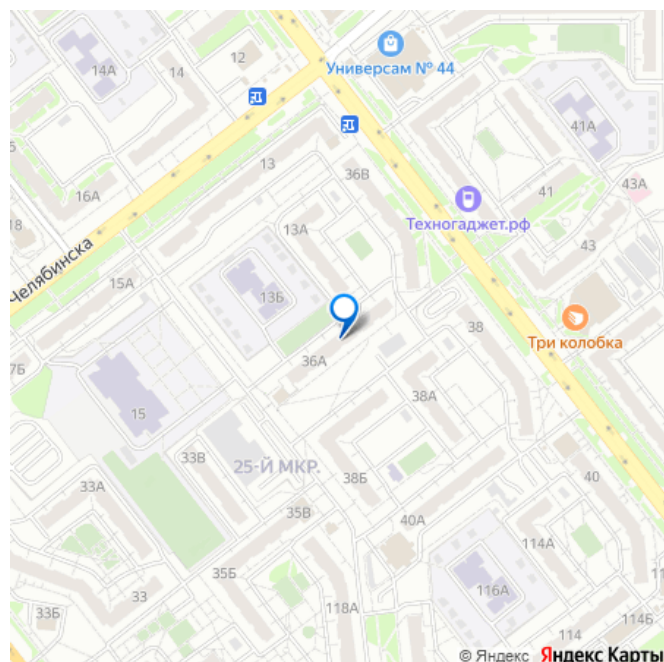 12
14
14А
Универсам № 44
41А
5
13
36В
16А
41
43А
18
Техногаджет.рф
13А
43
Челябинска
15А
13Б
38
Три колобка
7Б
36А
38А
15
33В
25-Й МКР.
38Б
40
33А
35В
40А
114А
35Б
116А
33
118А
33Б
114Б
114
© Яндекс Яндекс Карты